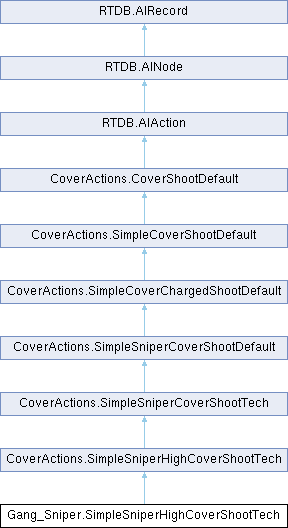 RTDB.AIRecord
RTDB.AINode
RTDB.AIAction
CoverActions.CoverShootDefault
CoverActions.SimpleCoverShootDefault
CoverActions.SimpleCoverChargedShootDefault
CoverActions.SimpleSniperCoverShootDefault
CoverActions.SimpleSniperCoverShootTech
CoverActions.SimpleSniperHighCoverShootTech
Gang_Sniper.SimpleSniperHighCoverShootTech